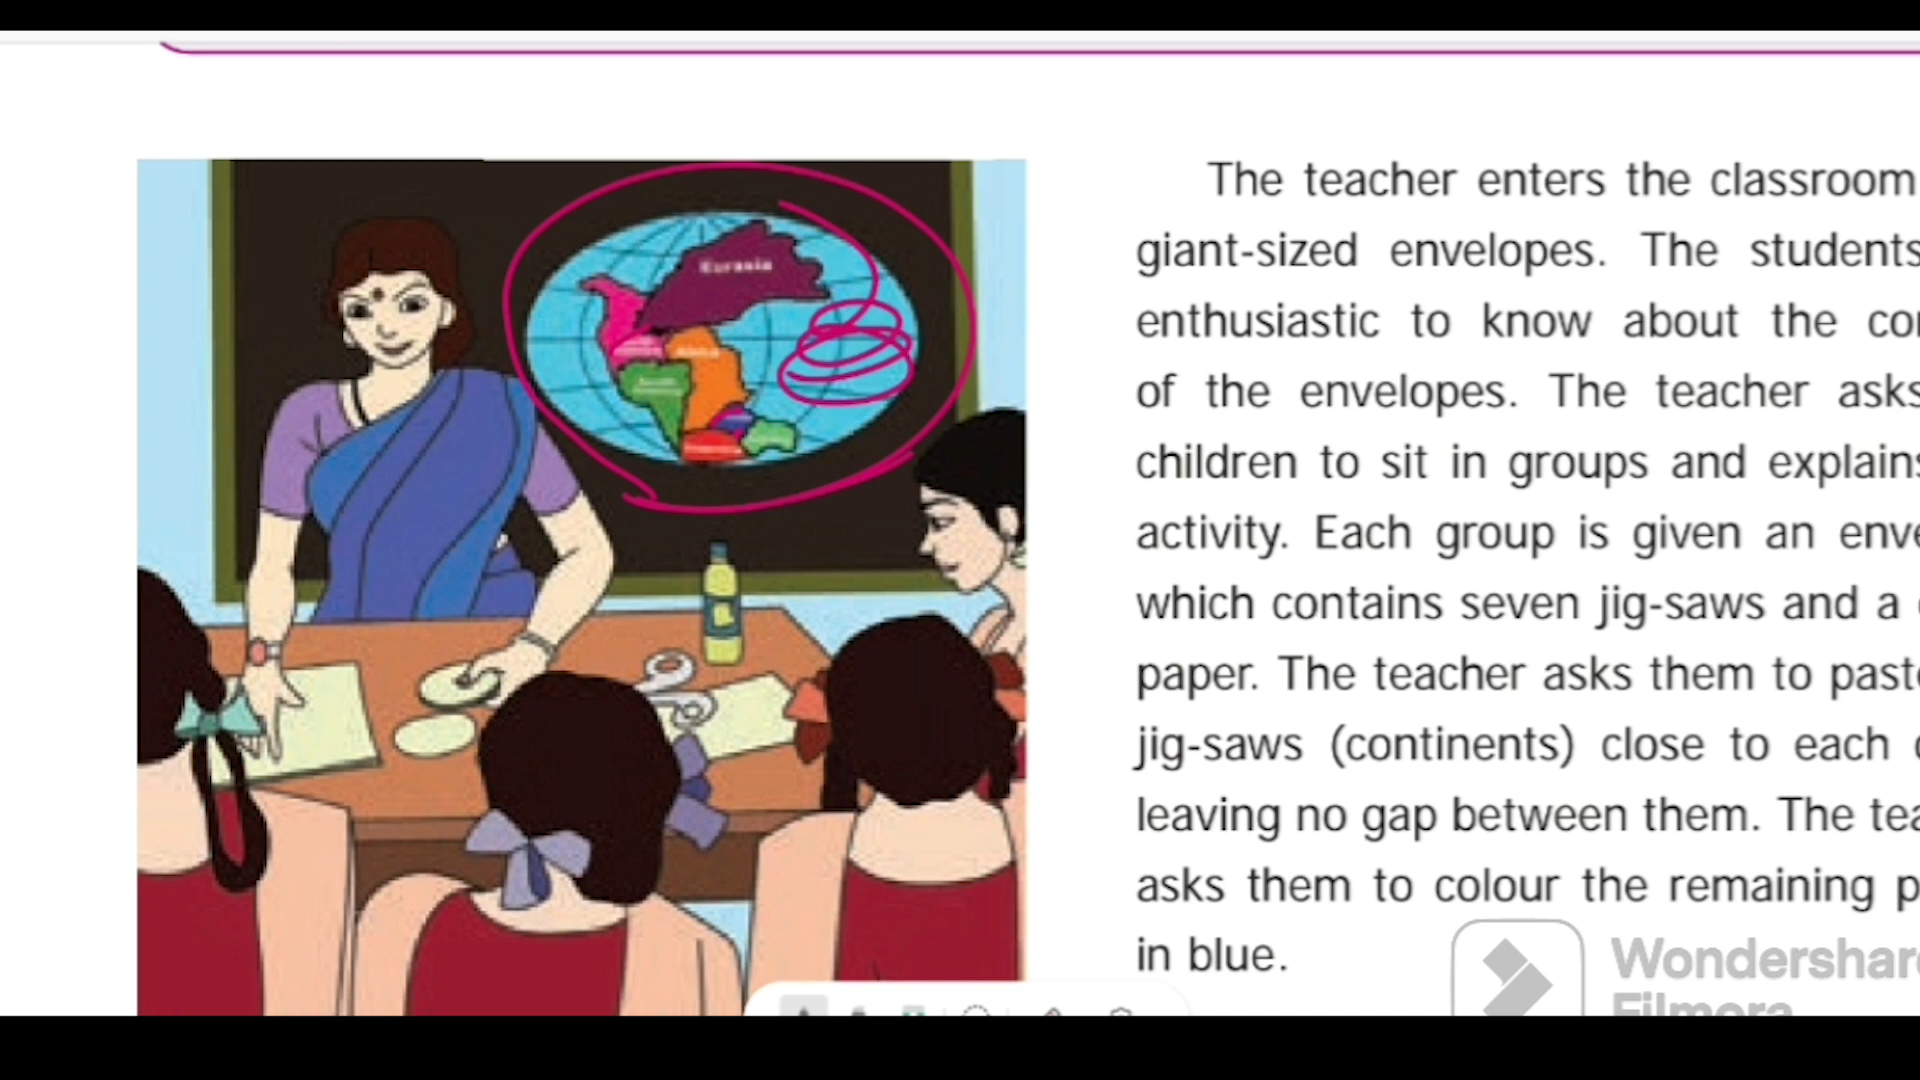 Eurasia
The teacher enters the classroom
giant-sized envelopes. The students
enthusiastic to know about the
of the envelopes. The teacher asks
children to sit in groups and explains
activity. Each group is given an
which contains seven jig-saws and a
paper. The teacher asks them to
jig-saws (continents) close to each
leaving no gap between them. The
asks them to colour the remaining
in blue.
Wondershare
Filmora